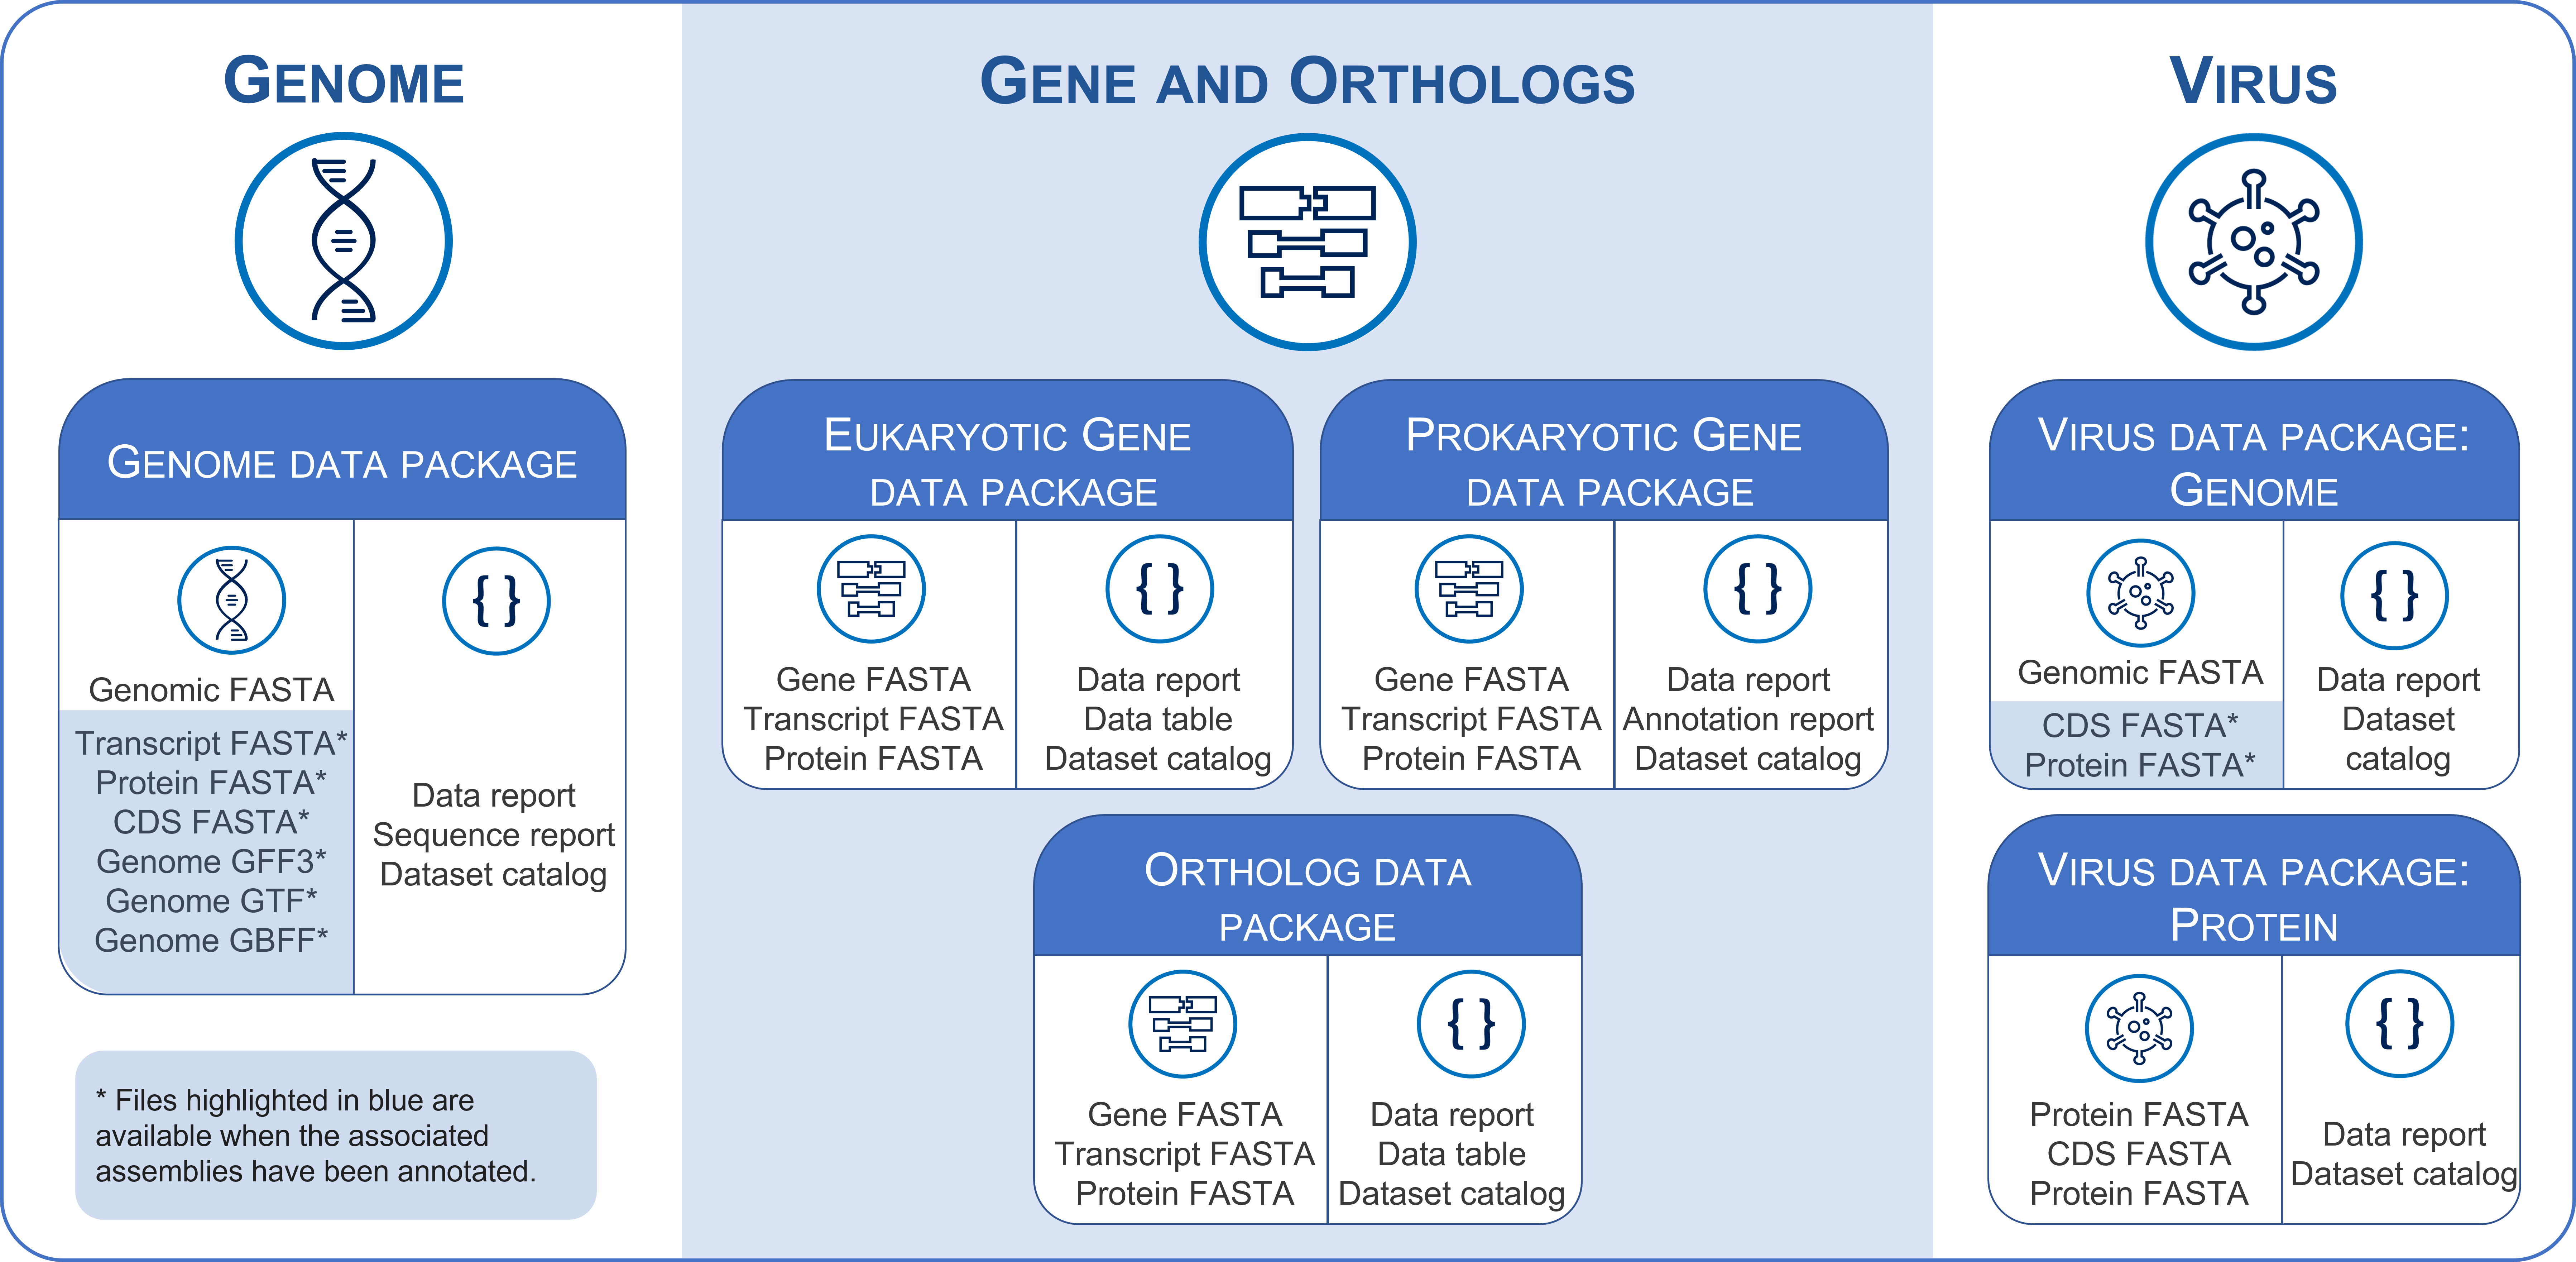 GENOME
GENOME DATA PACKAGE
{ }
Genomic FASTA
Transcript FASTA*
Protein FASTA*
CDS FASTA*
Genome GFF3*
Genome GTF*
Genome GBFF*
Data report
Sequence report
Dataset catalog
* Files highlighted in blue are
available when the associated
assemblies have been annotated.
GENE AND ORTHOLOGS
EUKARYOTIC GENE
DATA PACKAGE
{ }
Gene FASTA
Transcript FASTA
Protein FASTA
Data report
Data table
Dataset catalog
PROKARYOTIC GENE
DATA PACKAGE
{ }
Gene FASTA
Transcript FASTA
Protein FASTA
Data report
Annotation report
Dataset catalog
ORTHOLOG DATA
PACKAGE
{ }
Gene FASTA
Transcript FASTA
Protein FASTA
Data report
Data table
Dataset catalog
VIRUS
VIRUS DATA PACKAGE:
GENOME
{ }
Genomic FASTA
CDS FASTA*
Protein FASTA*
Data report
Dataset
catalog
VIRUS DATA PACKAGE:
PROTEIN
{ }
Protein FASTA
CDS FASTA
Protein FASTA
Data report
Dataset catalog